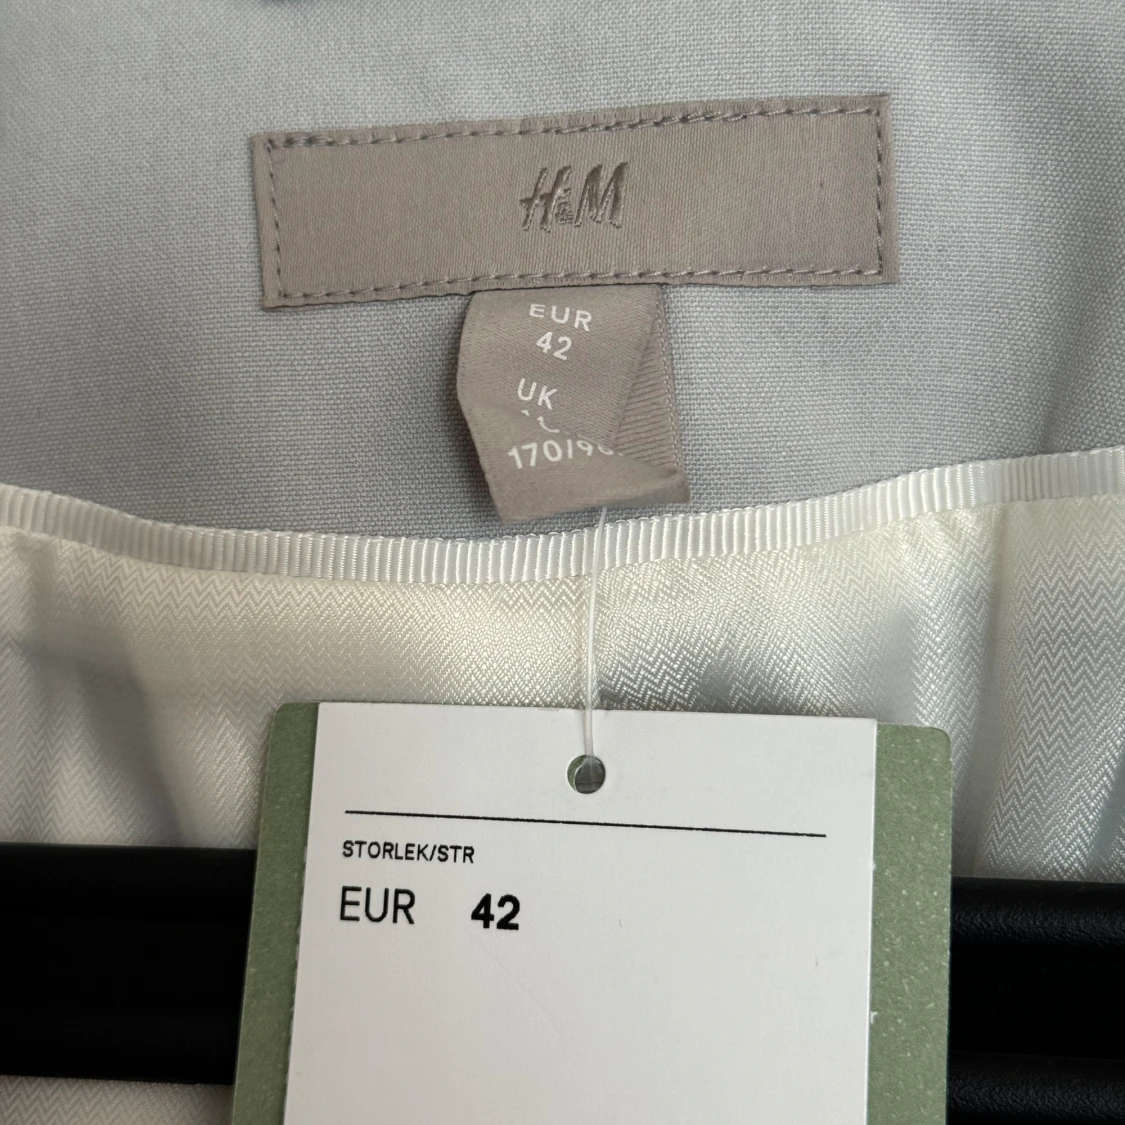 H&M
EUR
42
UK
STORLEK/STR
EUR 42